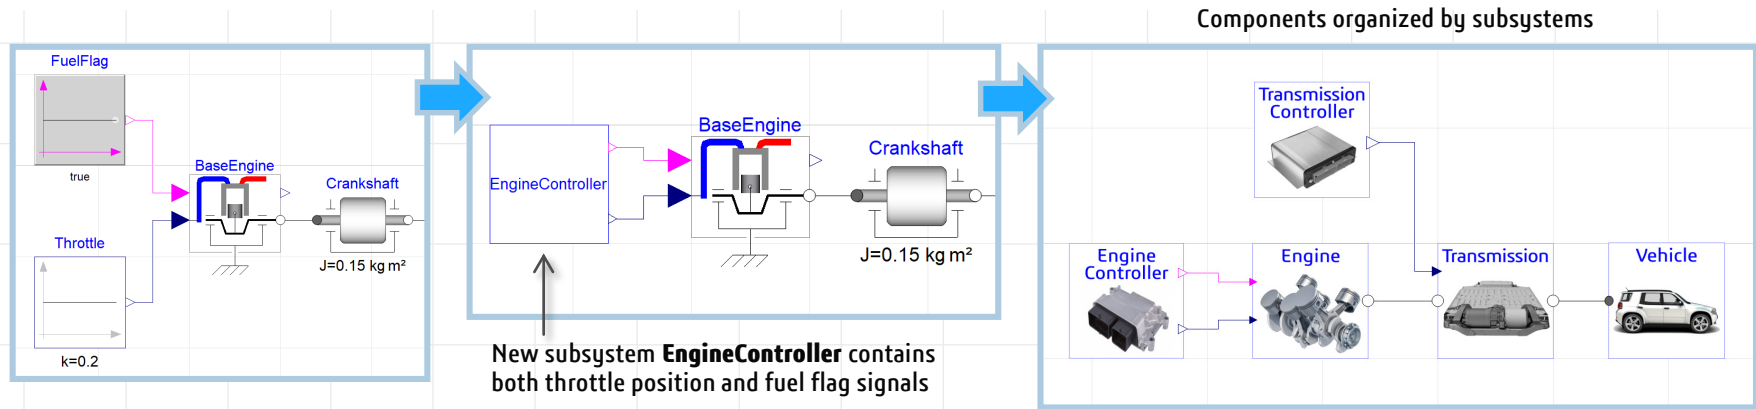 Components organized by subsystems
FuelFlag
true
BaseEngine
Crankshaft
J=0.15 kg m²
Throttle
k=0.2
EngineController
BaseEngine
Crankshaft
J=0.15 kg m²
New subsystem EngineController contains
both throttle position and fuel flag signals
Transmission
Controller
Engine
Controller
Engine
Transmission
Vehicle